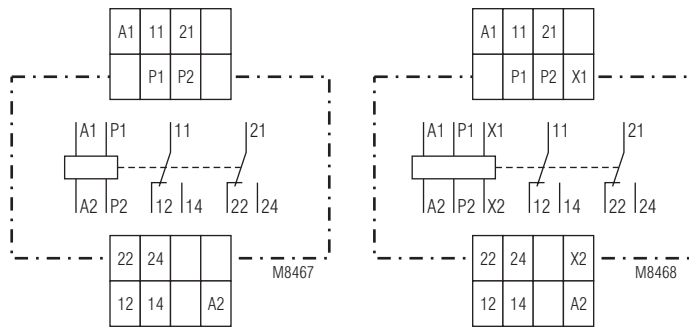 A1 11 21
P1 P2
A1 P1 11 21
A2 P2 12 14 22 24
22 24
M8467
12 14 A2
A1 11 21
P1 P2 X1
A1 P1 X1 11 21
A2 P2 X2 12 14 22 24
22 24 X2
M8468
12 14 A2